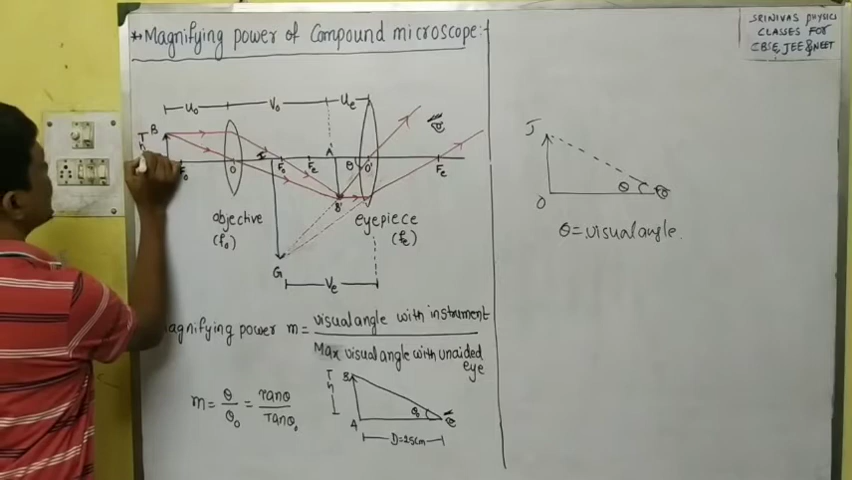 ** Magnifying power of Compound microscope:-
SRINIVAS PHYSICS
CLASSES FOR
CBSE, JEE & NEET
u₀ v₀ uₑ
B
h
A'
F₀ O F₀ Fₑ θ O' Fₑ
B'
objective
(f₀)
eyepiece
(fₑ)
G
vₑ
J
O θ
θ = visual angle.
agnifying power m = visual angle with instrument
Max visual angle with unaided
eye
m = θ/θ₀ = Tanθ/Tanθ₀
B
h
A θ₀
D=25cm